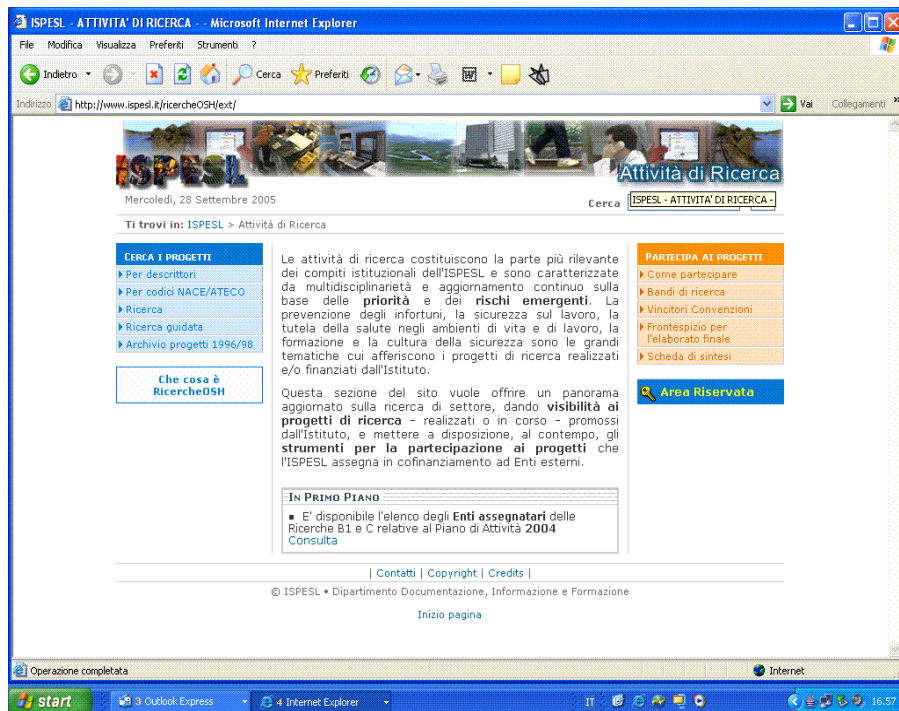 ISPESL - ATTIVITA' DI RICERCA - - Microsoft Internet Explorer
File Modifica Visualizza Preferiti Strumenti ?
Indietro Cerca Preferiti
Indirizzo http://www.ispesl.it/ricercheOSH/ext/ Vai Collegamenti »
ISPESL
Attività di Ricerca
Mercoledì, 28 Settembre 2005
Cerca ISPESL - ATTIVITA' DI RICERCA -
Ti trovi in: ISPESL > Attività di Ricerca
CERCA I PROGETTI
Per descrittori
Per codici NACE/ATECO
Ricerca
Ricerca guidata
Archivio progetti 1996/98
Che cosa è
RicercheOSH
Le attività di ricerca costituiscono la parte più rilevante
dei compiti istituzionali dell'ISPESL e sono caratterizzate
da multidisciplinarietà e aggiornamento continuo sulla
base delle priorità e dei rischi emergenti. La
prevenzione degli infortuni, la sicurezza sul lavoro, la
tutela della salute negli ambienti di vita e di lavoro, la
formazione e la cultura della sicurezza sono le grandi
tematiche cui afferiscono i progetti di ricerca realizzati
e/o finanziati dall'Istituto.
Questa sezione del sito vuole offrire un panorama
aggiornato sulla ricerca di settore, dando visibilità ai
progetti di ricerca - realizzati o in corso - promossi
dall'Istituto, e mettere a disposizione, al contempo, gli
strumenti per la partecipazione ai progetti che
l'ISPESL assegna in cofinanziamento ad Enti esterni.
IN PRIMO PIANO
▪ E' disponibile l'elenco degli Enti assegnatari delle
Ricerche B1 e C relative al Piano di Attività 2004
Consulta
PARTECIPA AI PROGETTI
Come partecipare
Bandi di ricerca
Vincitori Convenzioni
Frontespizio per
l'elaborato finale
Scheda di sintesi
Area Riservata
| Contatti | Copyright | Credits |
© ISPESL • Dipartimento Documentazione, Informazione e Formazione
Inizio pagina
Operazione completata Internet
start 3 Outlook Express 4 Internet Explorer IT 16.57